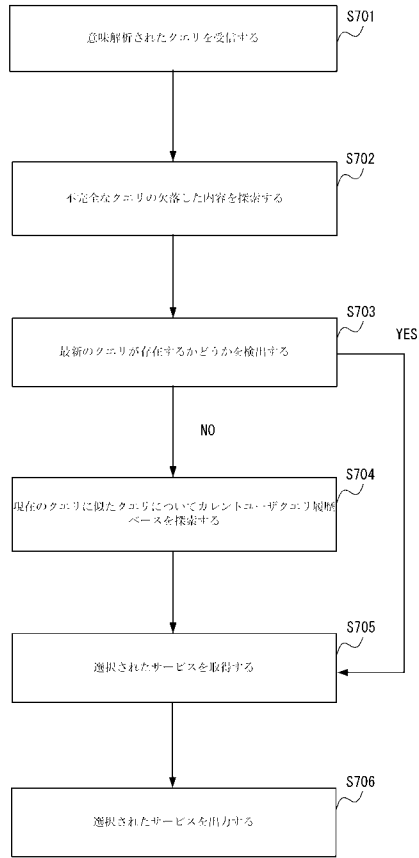 S701
意味解析されたクエリを受信する
S702
不完全なクエリの欠落した内容を探索する
S703
最新のクエリが存在するかどうかを検出する
YES
NO
S704
現在のクエリに似たクエリについてカレントユーザクエリ履歴
ベースを探索する
S705
選択されたサービスを取得する
S706
選択されたサービスを出力する